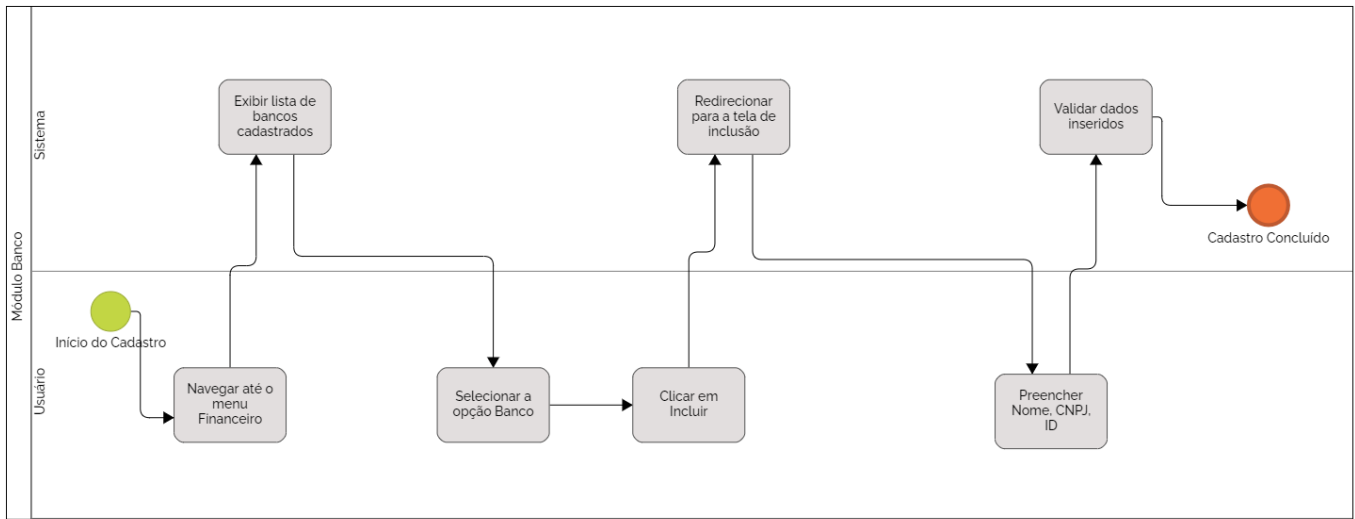 Módulo Banco
Sistema
Exibir lista de
bancos
cadastrados
Redirecionar
para a tela de
inclusão
Validar dados
inseridos
Cadastro Concluído
Usuário
Início do Cadastro
Navegar até o
menu
Financeiro
Selecionar a
opção Banco
Clicar em
Incluir
Preencher
Nome, CNPJ,
ID